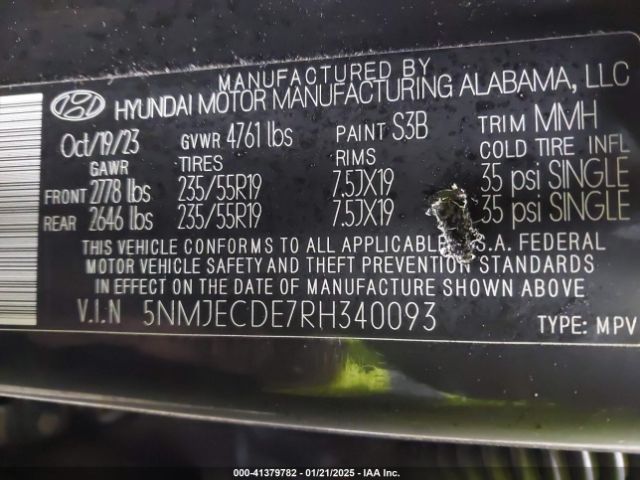 MANUFACTURED BY
HYUNDAI MOTOR MANUFACTURING ALABAMA, LLC
Oct/19/23 GVWR 4761 lbs PAINT S3B TRIM MMH
GAWR TIRES RIMS COLD TIRE INFL
FRONT 2778 lbs 235/55R19 7.5JX19 35 psi SINGLE
REAR 2646 lbs 235/55R19 7.5JX19 35 psi SINGLE
THIS VEHICLE CONFORMS TO ALL APPLICABLE .S.A. FEDERAL
MOTOR VEHICLE SAFETY AND THEFT PREVENTION STANDARDS
IN EFFECT ON THE DATE OF MANUFACTURE SHOWN ABOVE
V.I.N 5NMJECDE7RH340093 TYPE: MPV
000-41379782 - 01/21/2025 - IAA Inc.